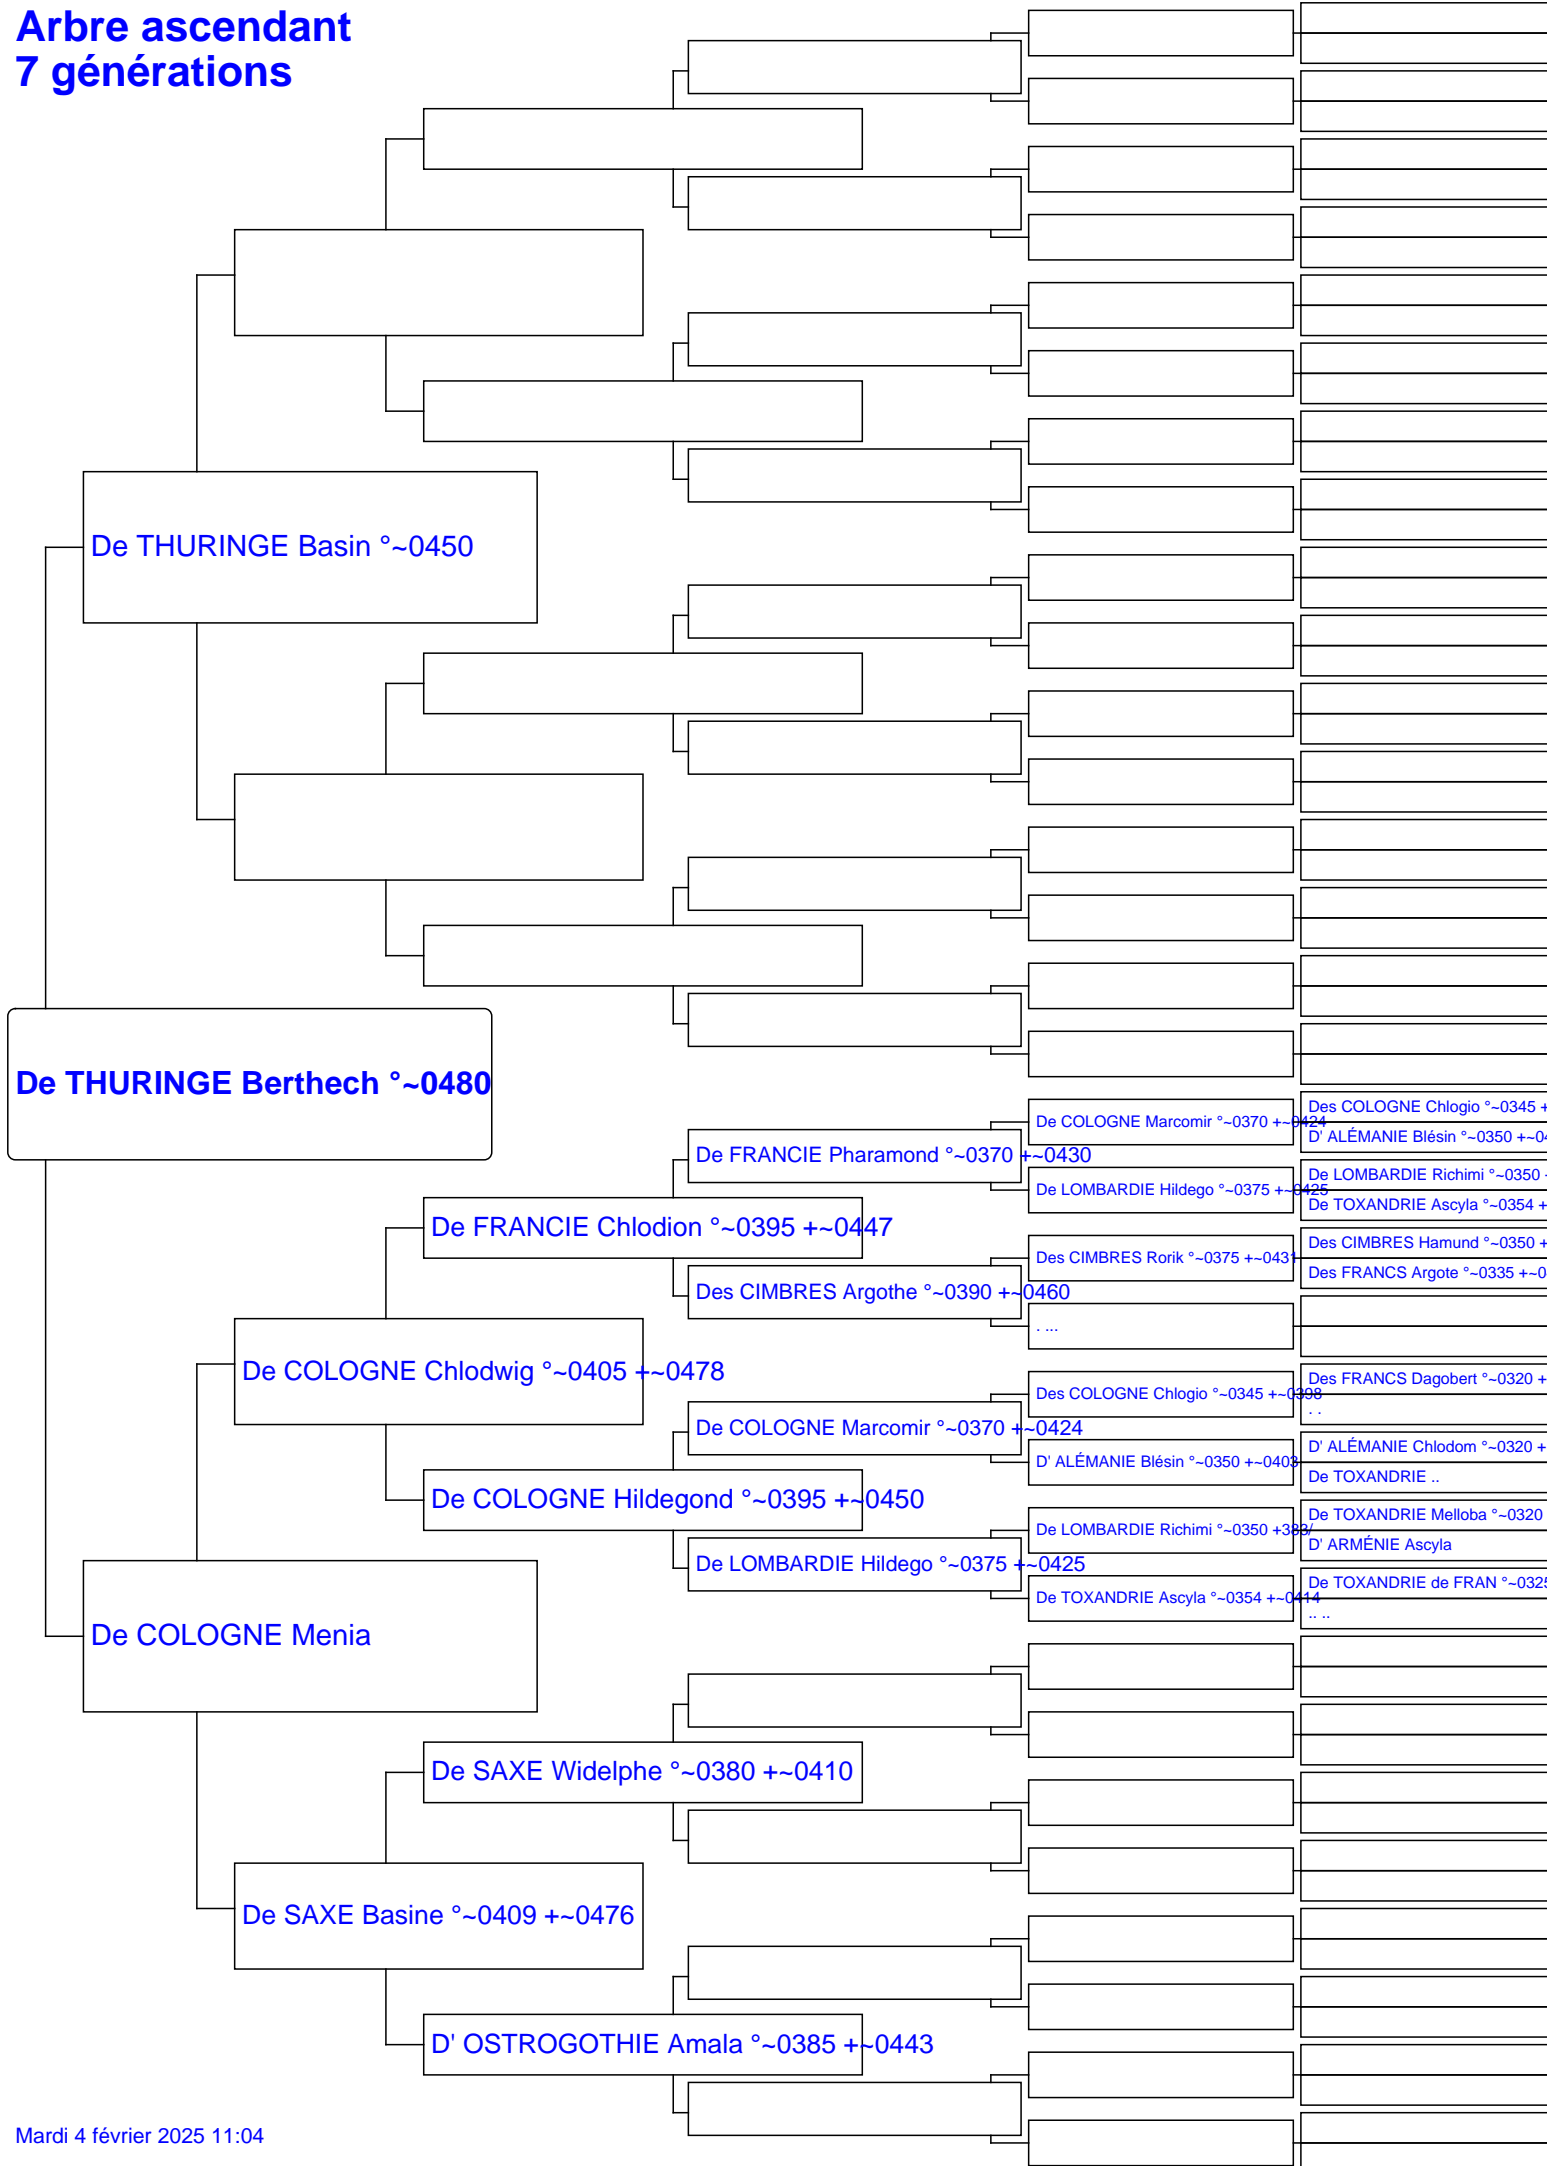 Arbre ascendant
7 générations
De THURINGE Basin °~0450
De THURINGE Berthech °~0480
De COLOGNE Menia
De COLOGNE Chlodwig °~0405 +~0478
De SAXE Basine °~0409 +~0476
De FRANCIE Chlodion °~0395 +~0447
De COLOGNE Hildegond °~0395 +~0450
De SAXE Widelphe °~0380 +~0410
D' OSTROGOTHIE Amala °~0385 +~0443
De FRANCIE Pharamond °~0370 +~0430
Des CIMBRES Argothe °~0390 +~0460
De COLOGNE Marcomir °~0370 +~0424
De LOMBARDIE Hildego °~0375 +~0425
De COLOGNE Marcomir °~0370 +~0424
De LOMBARDIE Hildego °~0375 +~0425
Des CIMBRES Rorik °~0375 +~0431
. ...
Des COLOGNE Chlogio °~0345 +~0398
D' ALÉMANIE Blésin °~0350 +~0403
De LOMBARDIE Richimi °~0350 +383/
De TOXANDRIE Ascyla °~0354 +~0414
Des COLOGNE Chlogio °~0345 +
D' ALÉMANIE Blésin °~0350 +~04
De LOMBARDIE Richimi °~0350
De TOXANDRIE Ascyla °~0354 +
Des CIMBRES Hamund °~0350 +
Des FRANCS Argote °~0335 +~0
Des FRANCS Dagobert °~0320 +
. .
D' ALÉMANIE Chlodom °~0320 +
De TOXANDRIE ..
De TOXANDRIE Melloba °~0320
D' ARMÉNIE Ascyla
De TOXANDRIE de FRAN °~0325
.. ..
Mardi 4 février 2025 11:04